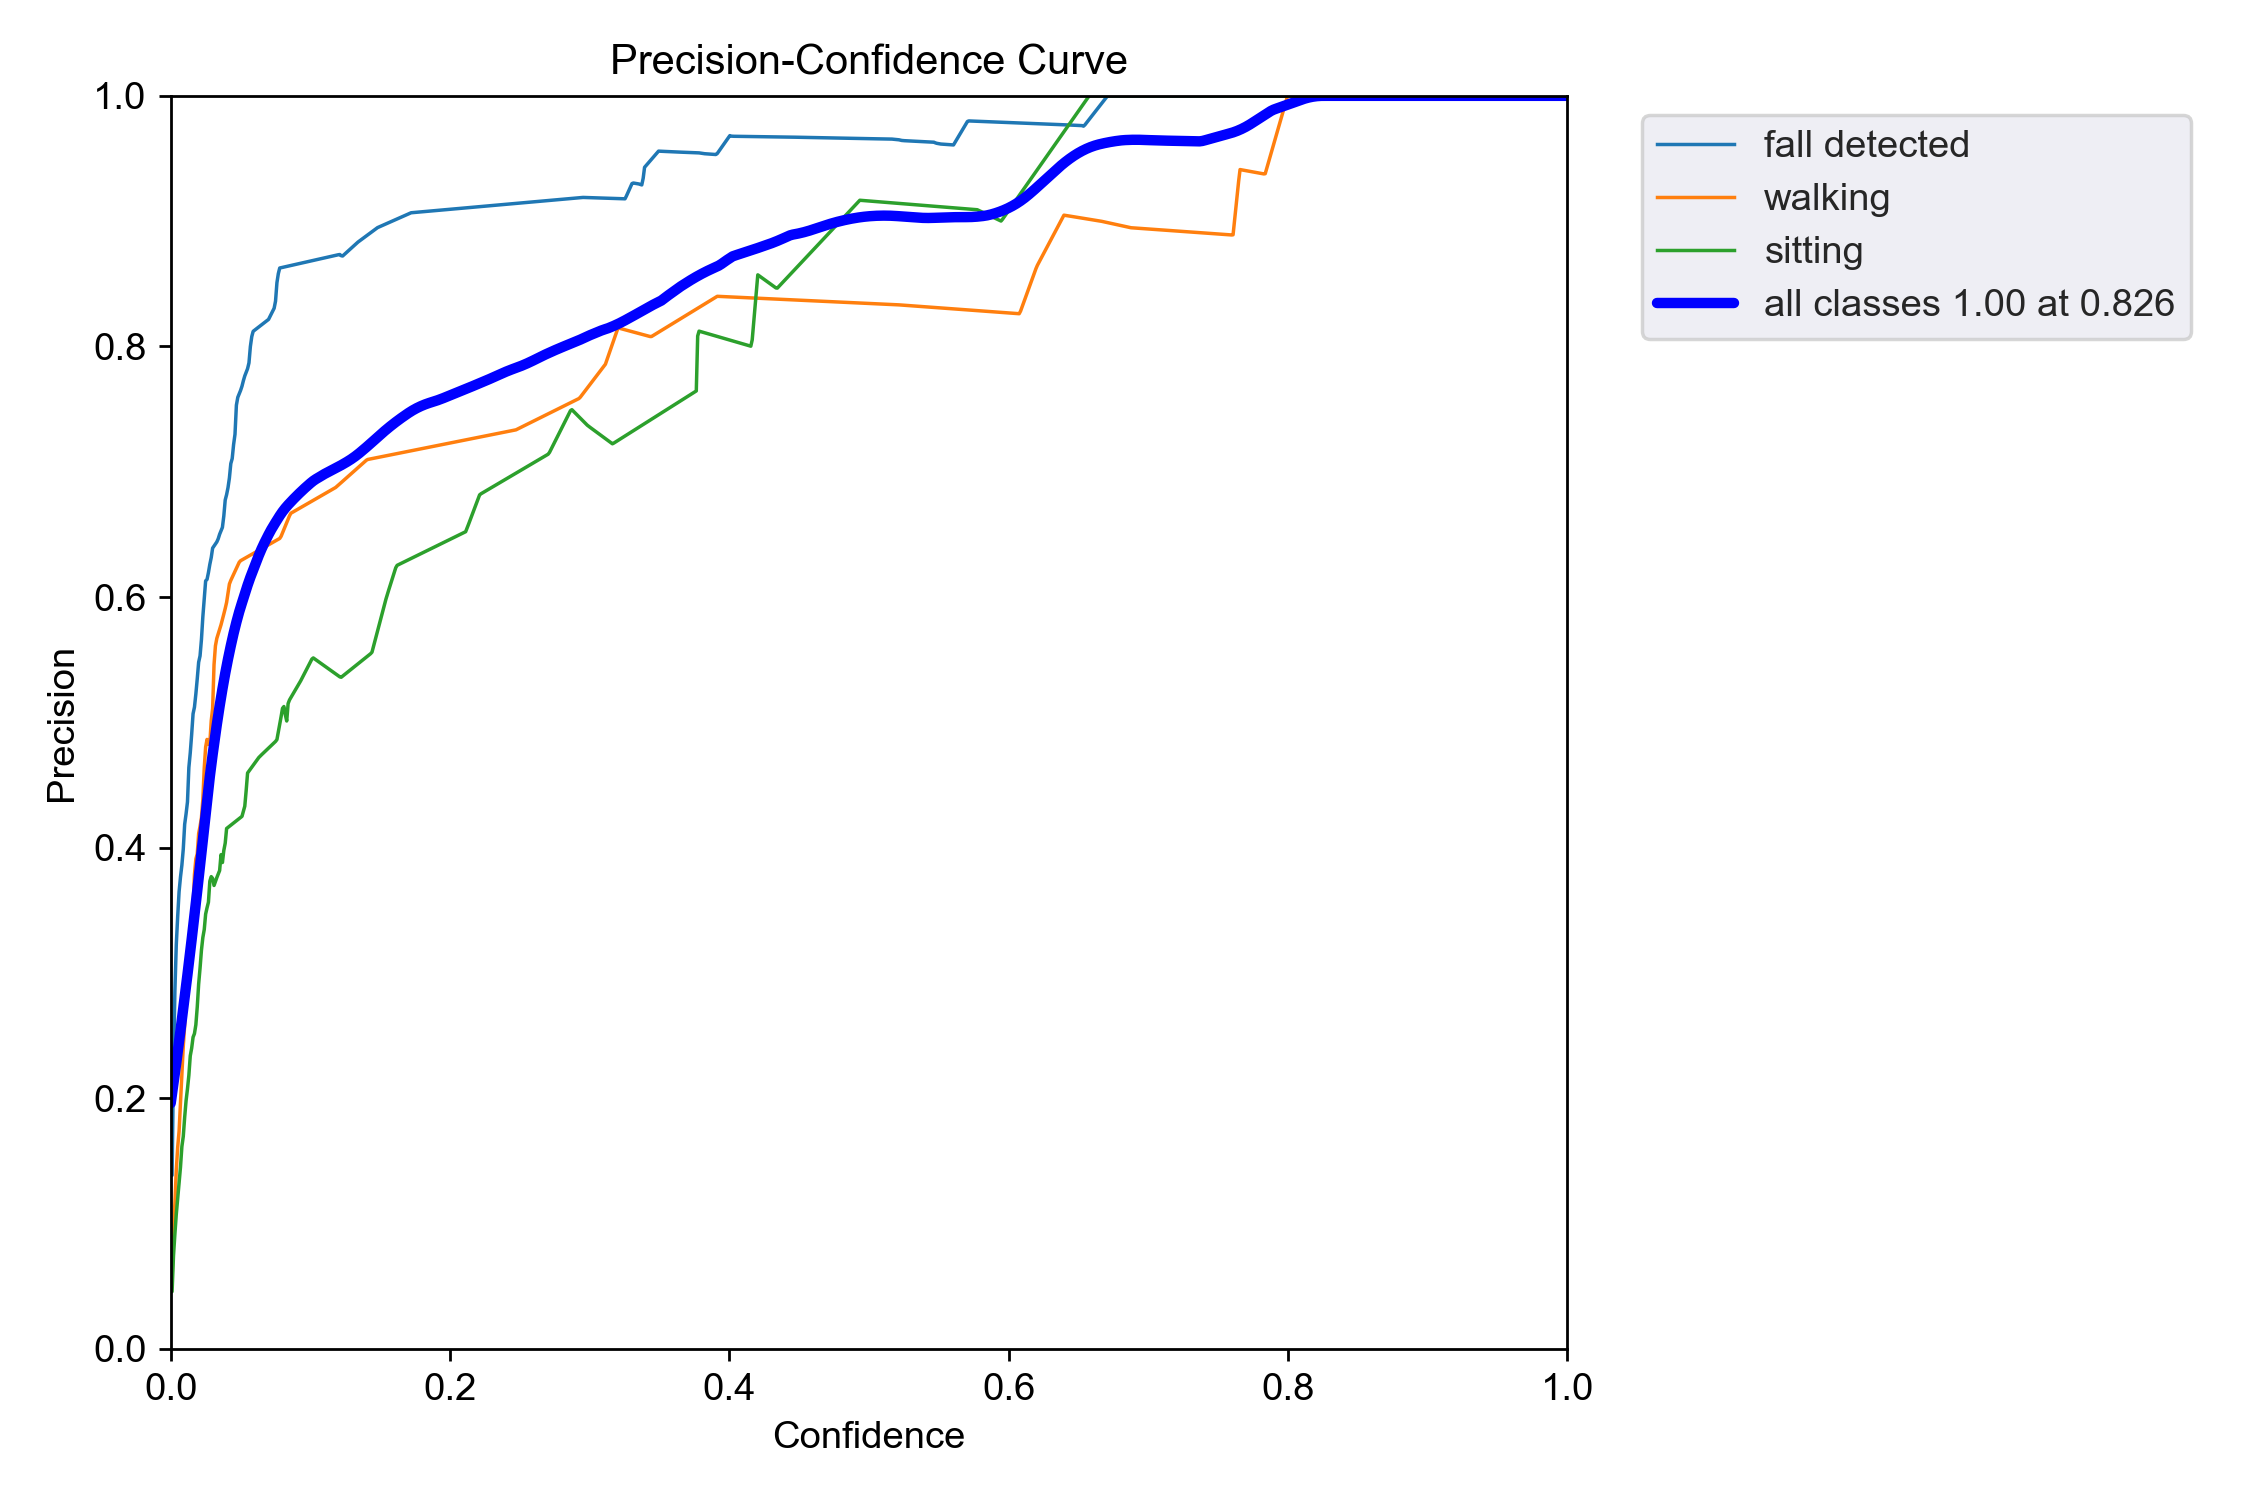 Precision-Confidence Curve
1.0
0.8
0.6
0.4
0.2
0.0
Precision
0.0 0.2 0.4 0.6 0.8 1.0
Confidence
fall detected
walking
sitting
all classes 1.00 at 0.826